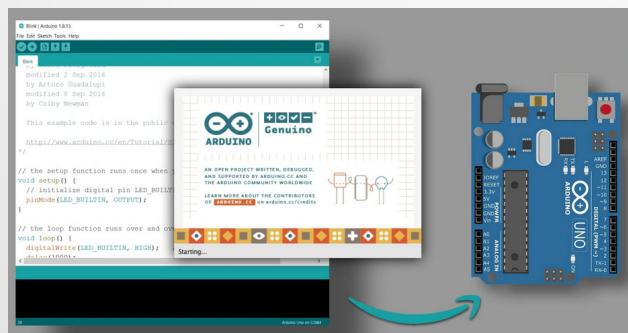 Blink | Arduino 1.8.13
File Edit Sketch Tools Help
Blink
modified 2 Sep 2016
by Arturo Guadalupi
modified 8 Sep 2016
by Colby Newman
This example code is in the public
http://www.arduino.cc/en/Tutorial/
*/
// the setup function runs once when
void setup() {
// initialize digital pin LED_BUILT
pinMode(LED_BUILTIN, OUTPUT);
}
// the loop function runs over and ov
void loop() {
digitalWrite(LED_BUILTIN, HIGH);
ARDUINO
Genuino
AN OPEN PROJECT WRITTEN, DEBUGGED,
AND SUPPORTED BY ARDUINO.CC AND
THE ARDUINO COMMUNITY WORLDWIDE
LEARN MORE ABOUT THE CONTRIBUTORS
OF ARDUINO.CC on arduino.cc/credits
Starting...
IOREF
RESET
3.3V
5V
GND
GND
Vin
POWER
A0
A1
A2
A3
A4
A5
ANALOG IN
AREF
GND
13
12
~11
~10
~9
8
7
~6
~5
4
~3
2
TX-1
RX-0
DIGITAL (PWM ~)
L
TX
RX
ON
ARDUINO
UNO